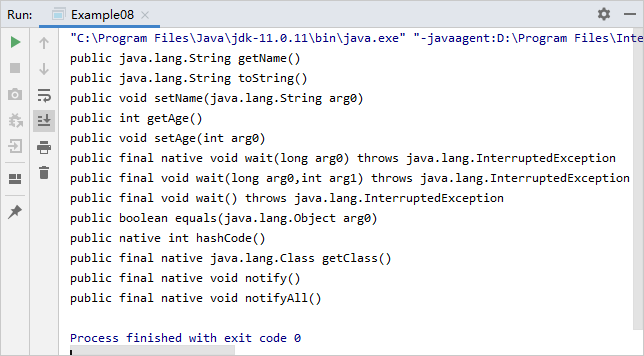 Run: Example08
"C:\Program Files\Java\jdk-11.0.11\bin\java.exe" "-javaagent:D:\Program Files\Inte
public java.lang.String getName()
public java.lang.String toString()
public void setName(java.lang.String arg0)
public int getAge()
public void setAge(int arg0)
public final native void wait(long arg0) throws java.lang.InterruptedException
public final void wait(long arg0,int arg1) throws java.lang.InterruptedException
public final void wait() throws java.lang.InterruptedException
public boolean equals(java.lang.Object arg0)
public native int hashCode()
public final native java.lang.Class getClass()
public final native void notify()
public final native void notifyAll()
Process finished with exit code 0